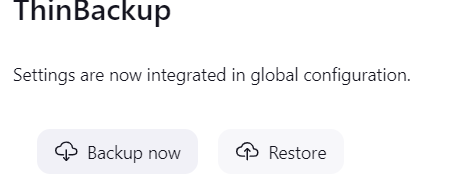 ThinBackup
Settings are now integrated in global configuration.
Backup now
Restore